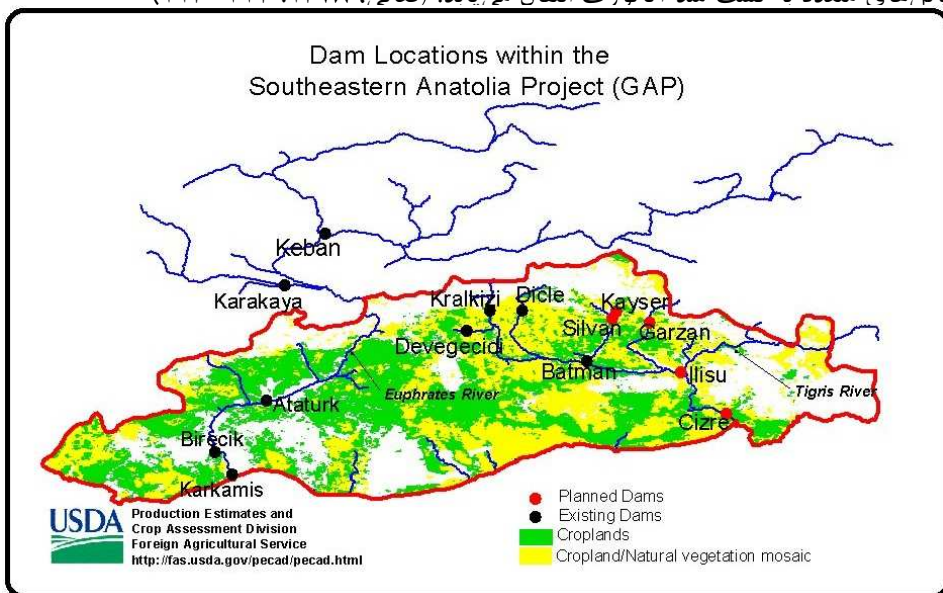 Dam Locations within the
Southeastern Anatolia Project (GAP)
Keban
Karakaya
Kralkizi
Dicle
Kayser
Silvan
Garzan
Devegecidi
Batman
Ilisu
Euphrates River
Tigris River
Ataturk
Cizre
Birecik
Karkamis
Planned Dams
Existing Dams
Croplands
Cropland/Natural vegetation mosaic
USDA
Production Estimates and
Crop Assessment Division
Foreign Agricultural Service
http://fas.usda.gov/pecad/pecad.html